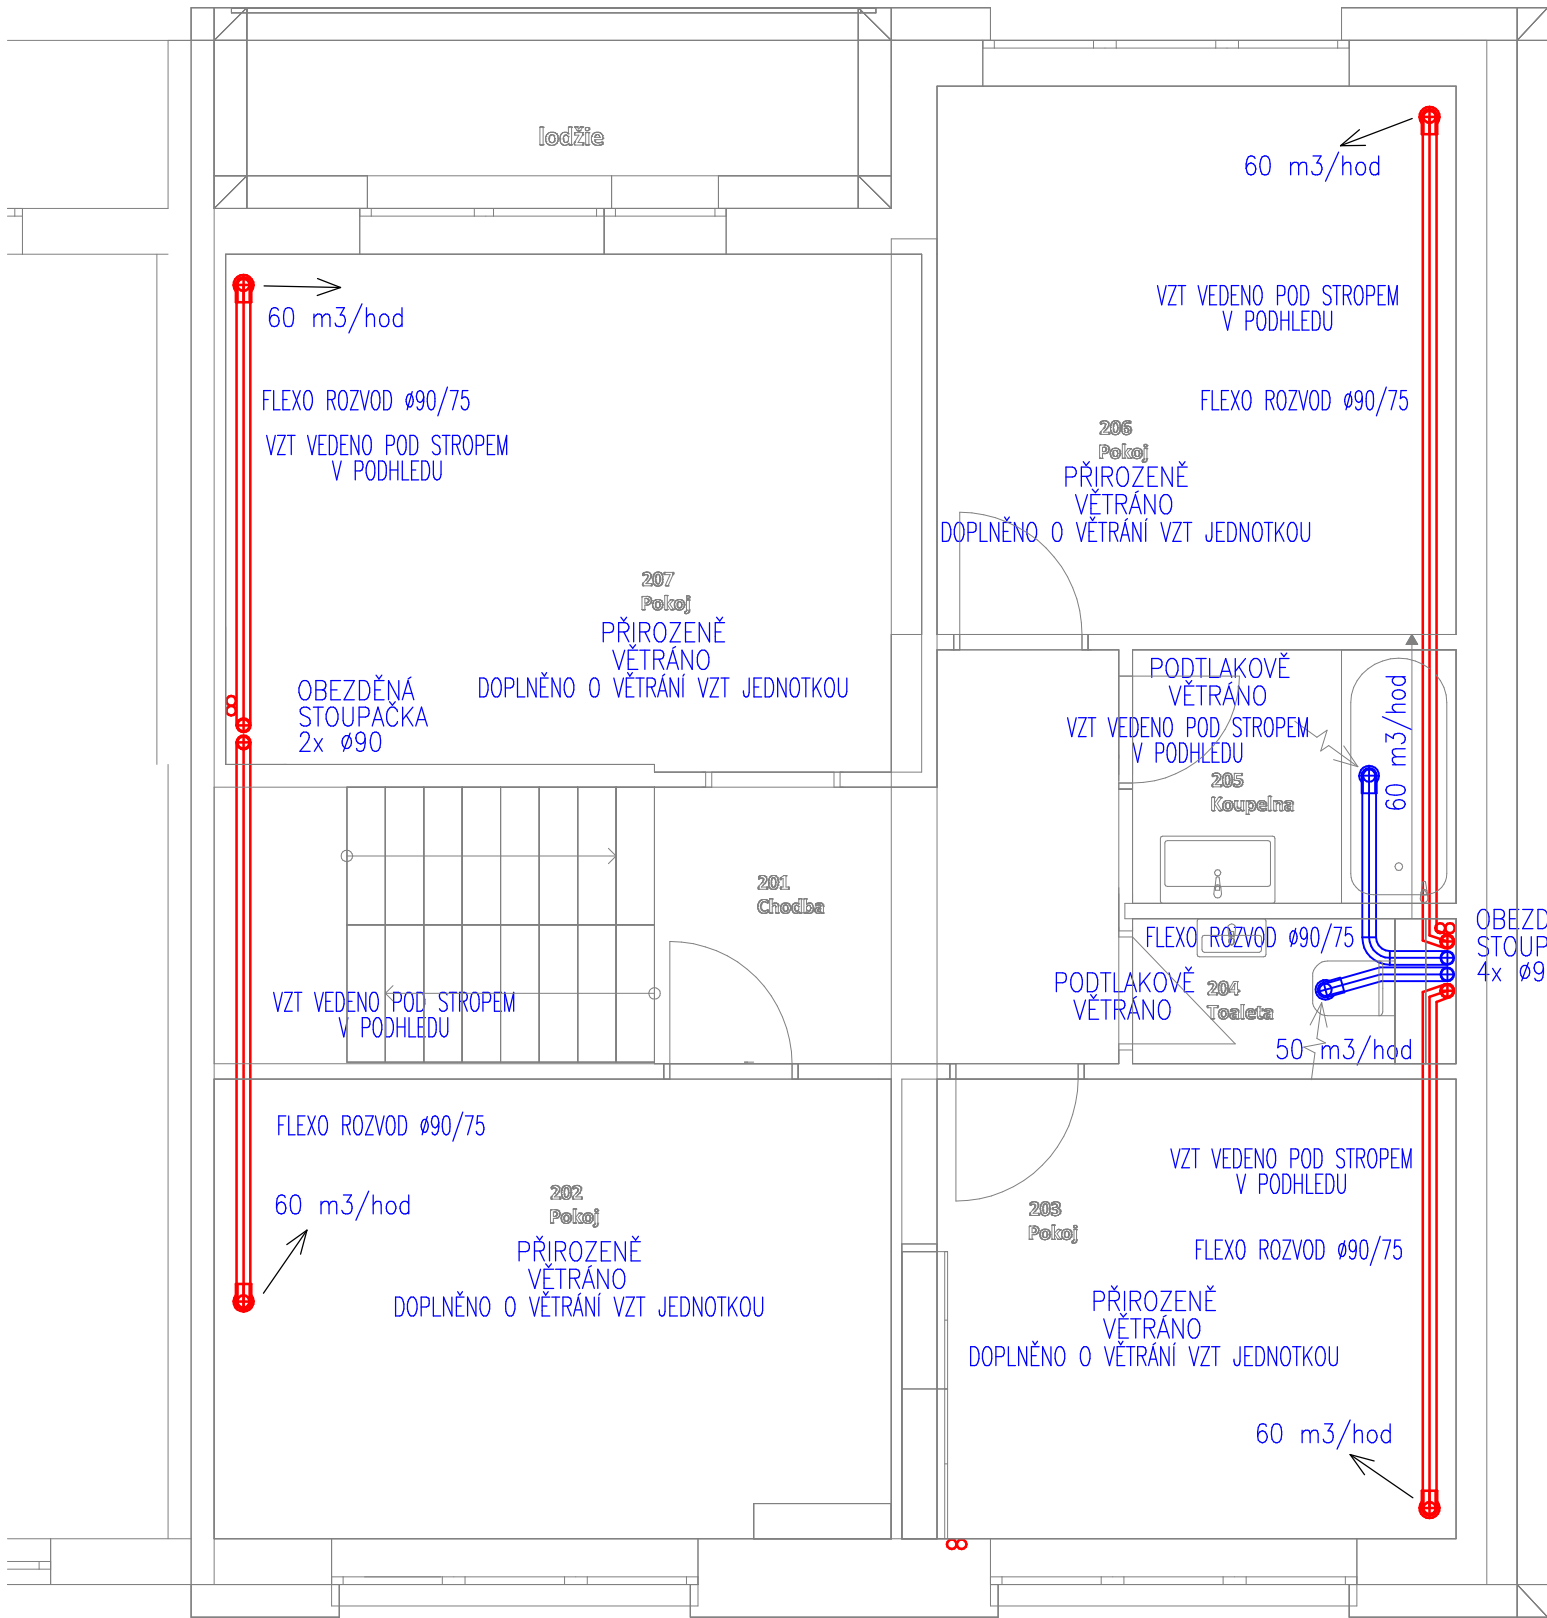 lodžie
60 m3/hod
60 m3/hod
VZT VEDENO POD STROPEM
V PODHLEDU
FLEXO ROZVOD ø90/75
VZT VEDENO POD STROPEM
V PODHLEDU
FLEXO ROZVOD ø90/75
206
Pokoj
PŘIROZENĚ
VĚTRÁNO
DOPLNĚNO O VĚTRÁNÍ VZT JEDNOTKOU
207
Pokoj
PŘIROZENĚ
VĚTRÁNO
DOPLNĚNO O VĚTRÁNÍ VZT JEDNOTKOU
OBEZDĚNÁ
STOUPAČKA
2x ø90
PODTLAKOVĚ
VĚTRÁNO
VZT VEDENO POD STROPEM
V PODHLEDU
60 m3/hod
205
Koupelna
201
Chodba
OBEZD
STOUP
4x ø9
FLEXO ROZVOD ø90/75
PODTLAKOVĚ
VĚTRÁNO
204
Toaleta
50 m3/hod
VZT VEDENO POD STROPEM
V PODHLEDU
FLEXO ROZVOD ø90/75
60 m3/hod
202
Pokoj
PŘIROZENĚ
VĚTRÁNO
DOPLNĚNO O VĚTRÁNÍ VZT JEDNOTKOU
VZT VEDENO POD STROPEM
V PODHLEDU
203
Pokoj
FLEXO ROZVOD ø90/75
PŘIROZENĚ
VĚTRÁNO
DOPLNĚNO O VĚTRÁNÍ VZT JEDNOTKOU
60 m3/hod